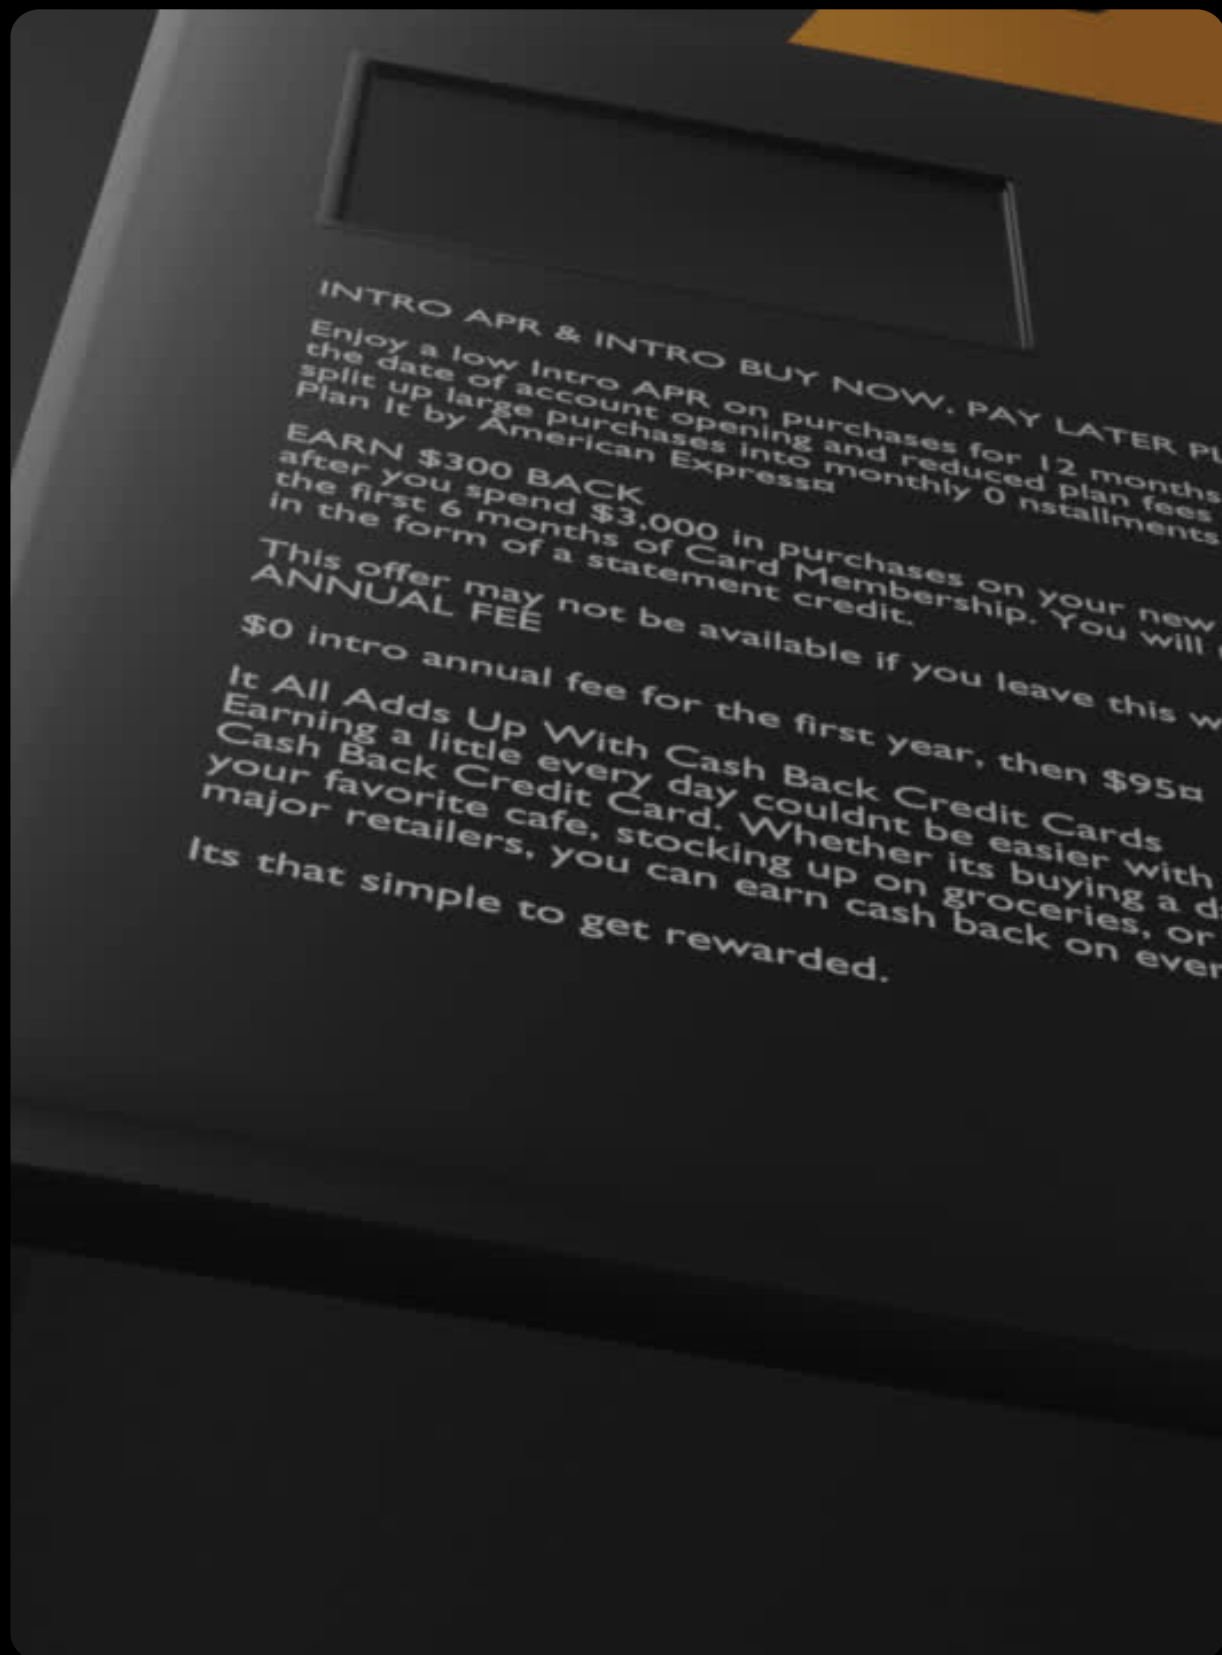 INTRO APR & INTRO BUY NOW, PAY LATER
Enjoy a low Intro APR on purchases for 12 months
the date of account opening and reduced plan fees
split up large purchases into monthly 0 nstallments
Plan It by American Express¤
EARN $300 BACK
after you spend $3,000 in purchases on your new
the first 6 months of Card Membership. You will
in the form of a statement credit.
This offer may not be available if you leave this
ANNUAL FEE
$0 intro annual fee for the first year, then $95¤
It All Adds Up With Cash Back Credit Cards
Earning a little every day couldnt be easier with
Cash Back Credit Card. Whether its buying a
your favorite cafe, stocking up on groceries, or
major retailers, you can earn cash back on
Its that simple to get rewarded.